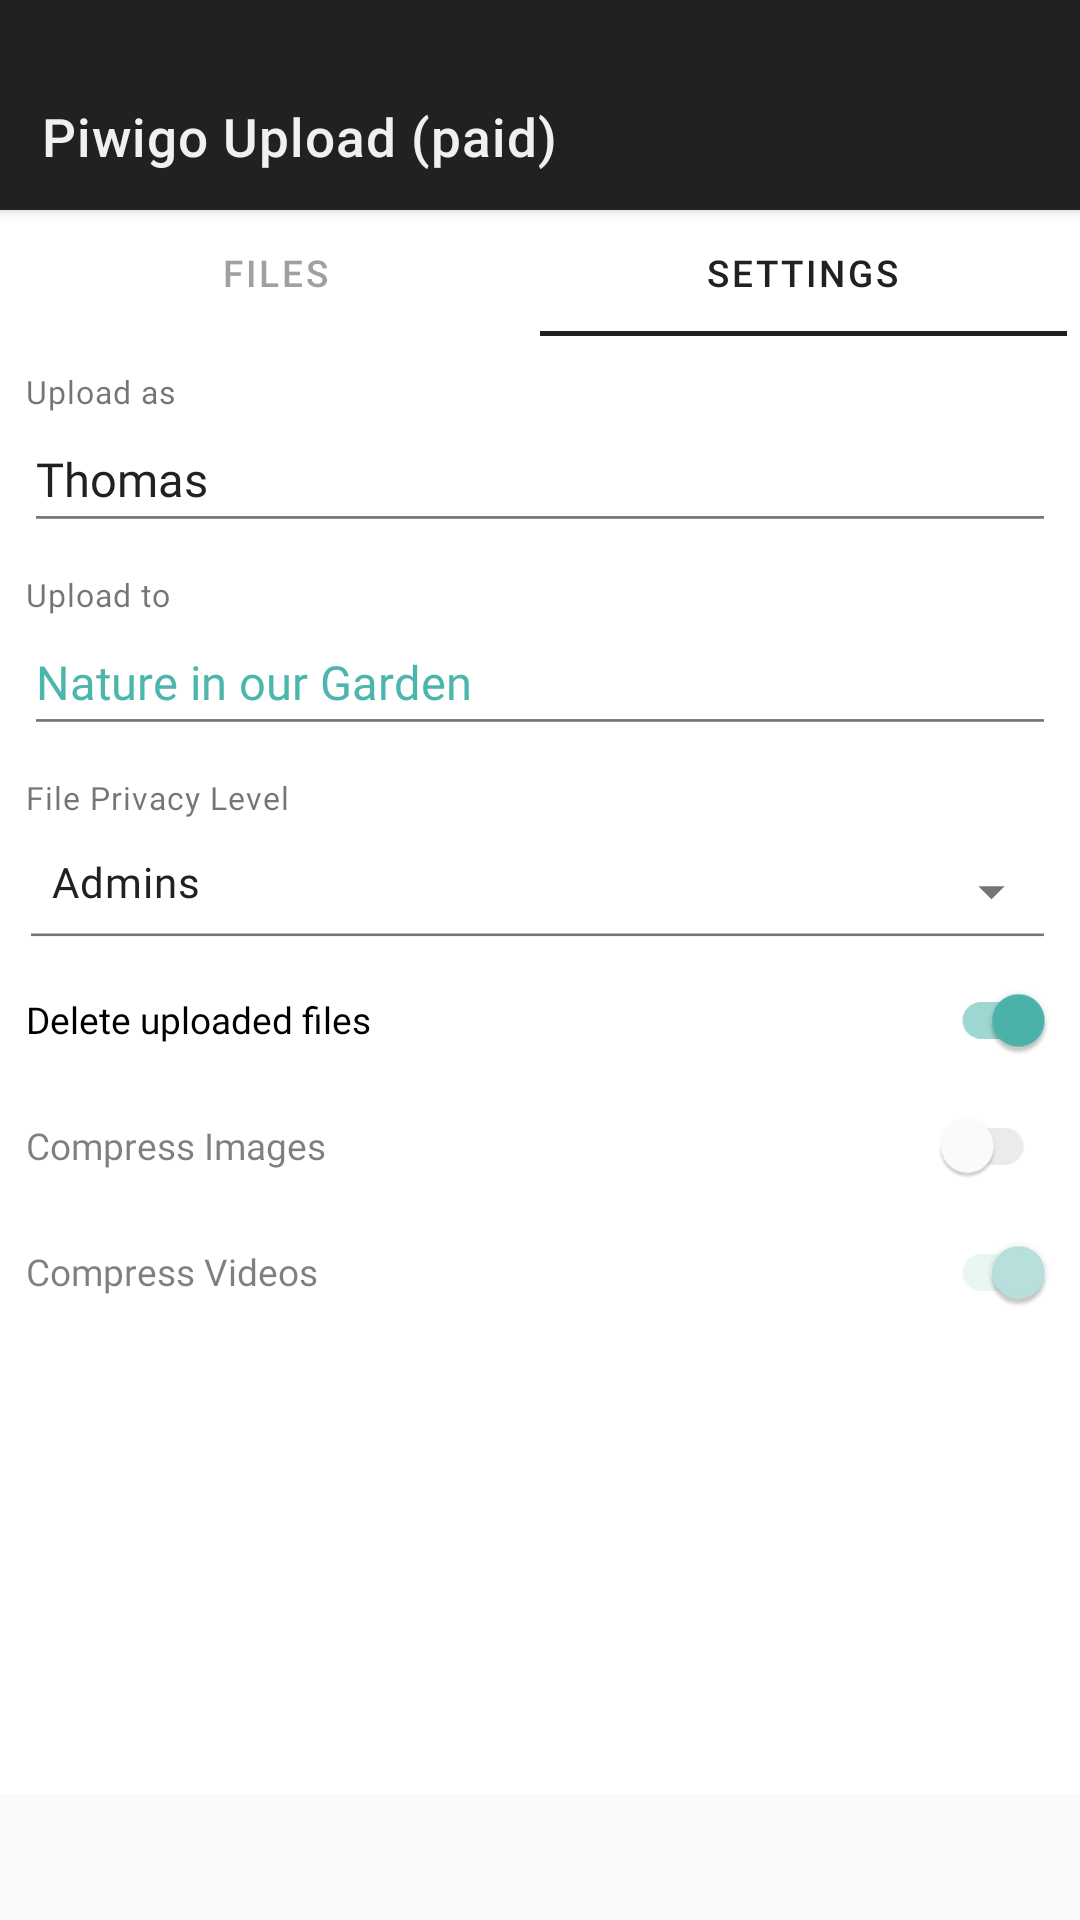 Piwigo Upload (paid)
FILES
SETTINGS
Upload as
Thomas
Upload to
Nature in our Garden
File Privacy Level
Admins
Delete uploaded files
Compress Images
Compress Videos